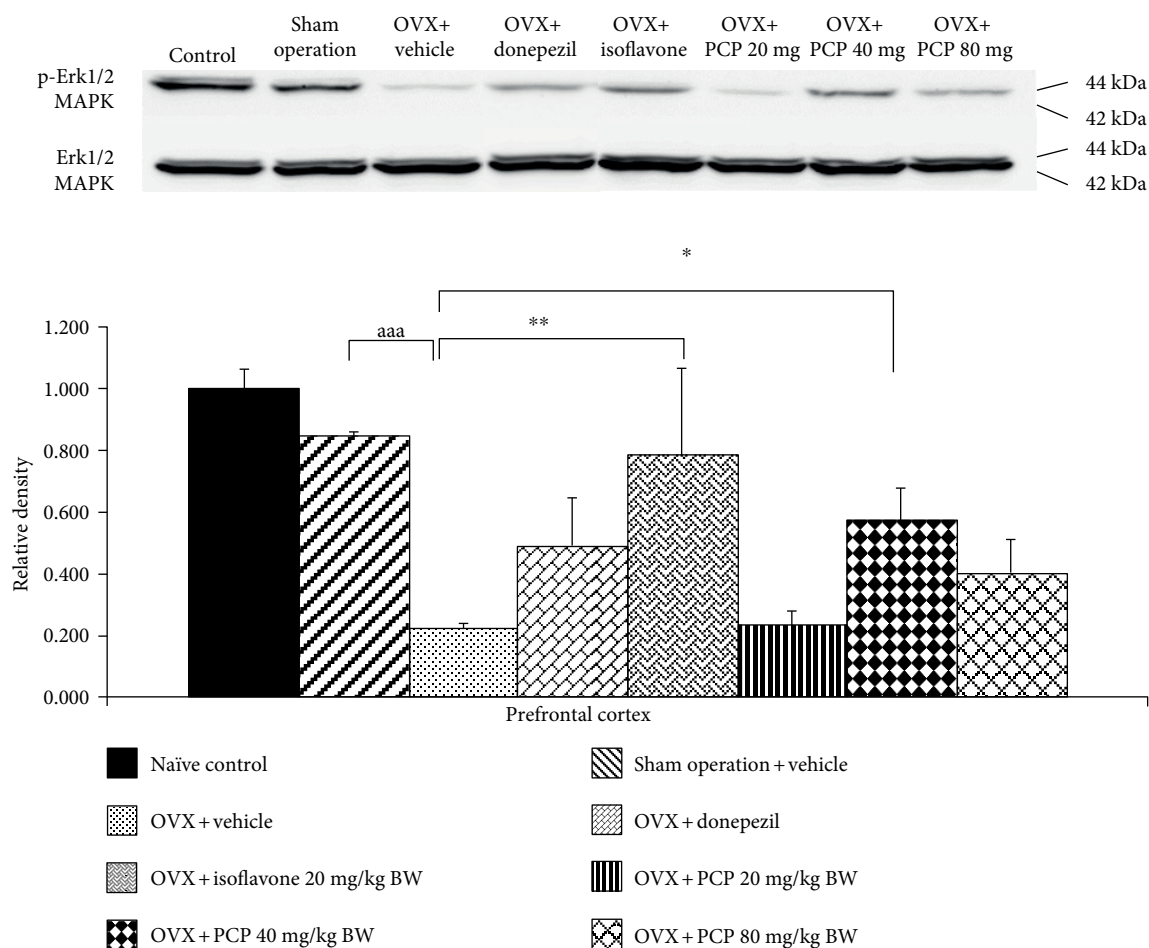 Control
Sham
operation
OVX+
vehicle
OVX+
donepezil
OVX+
isoflavone
OVX+
PCP 20 mg
OVX+
PCP 40 mg
OVX+
PCP 80 mg
p-Erk1/2
MAPK
44 kDa
42 kDa
Erk1/2
MAPK
44 kDa
42 kDa
*
aaa
**
1.200
1.000
0.800
0.600
0.400
0.200
0.000
Relative density
Prefrontal cortex
Naïve control
Sham operation + vehicle
OVX + vehicle
OVX + donepezil
OVX + isoflavone 20 mg/kg BW
OVX + PCP 20 mg/kg BW
OVX + PCP 40 mg/kg BW
OVX + PCP 80 mg/kg BW